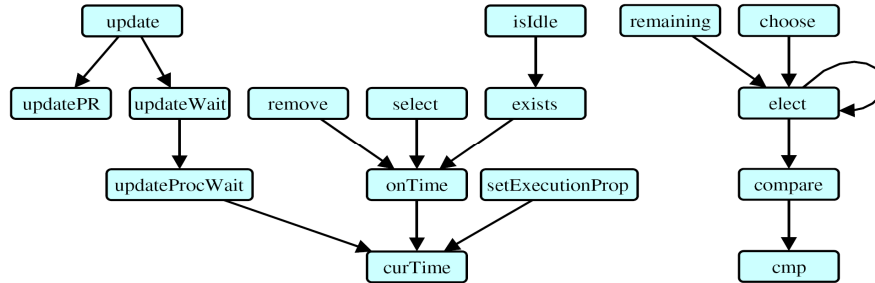 update
isIdle
remaining
choose
updatePR
updateWait
remove
select
exists
elect
updateProcWait
onTime
setExecutionProp
compare
curTime
cmp